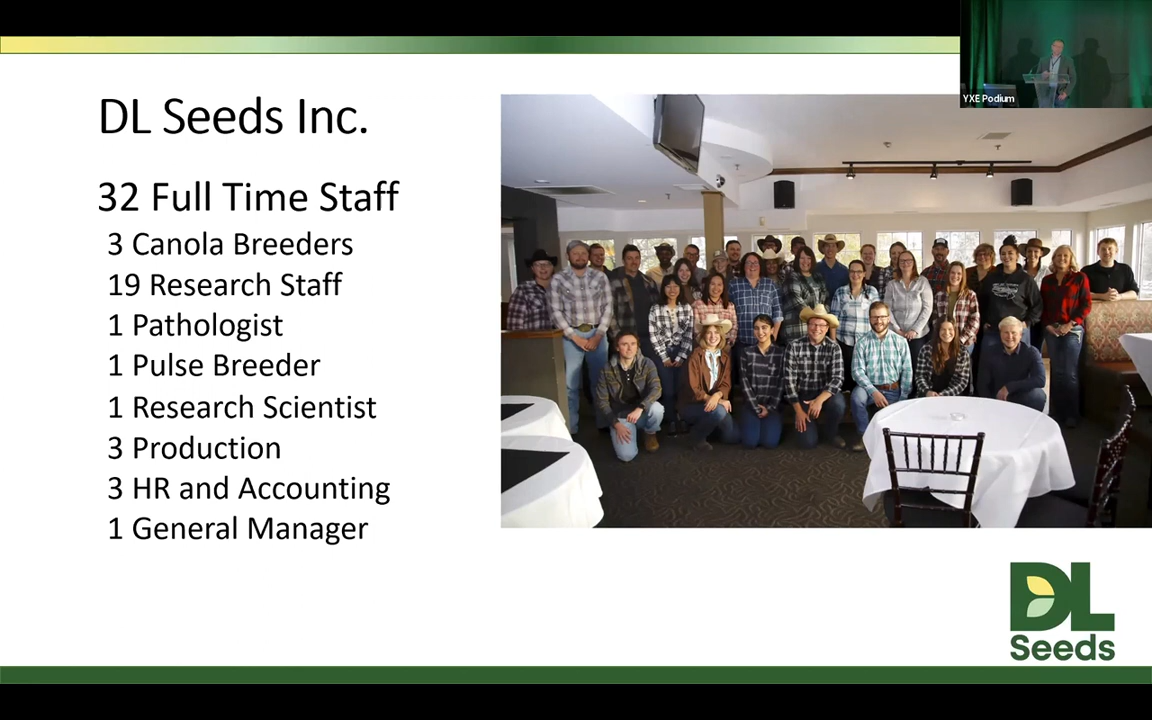 YXE Podium
DL Seeds Inc.
32 Full Time Staff
3 Canola Breeders
19 Research Staff
1 Pathologist
1 Pulse Breeder
1 Research Scientist
3 Production
3 HR and Accounting
1 General Manager
DL
Seeds